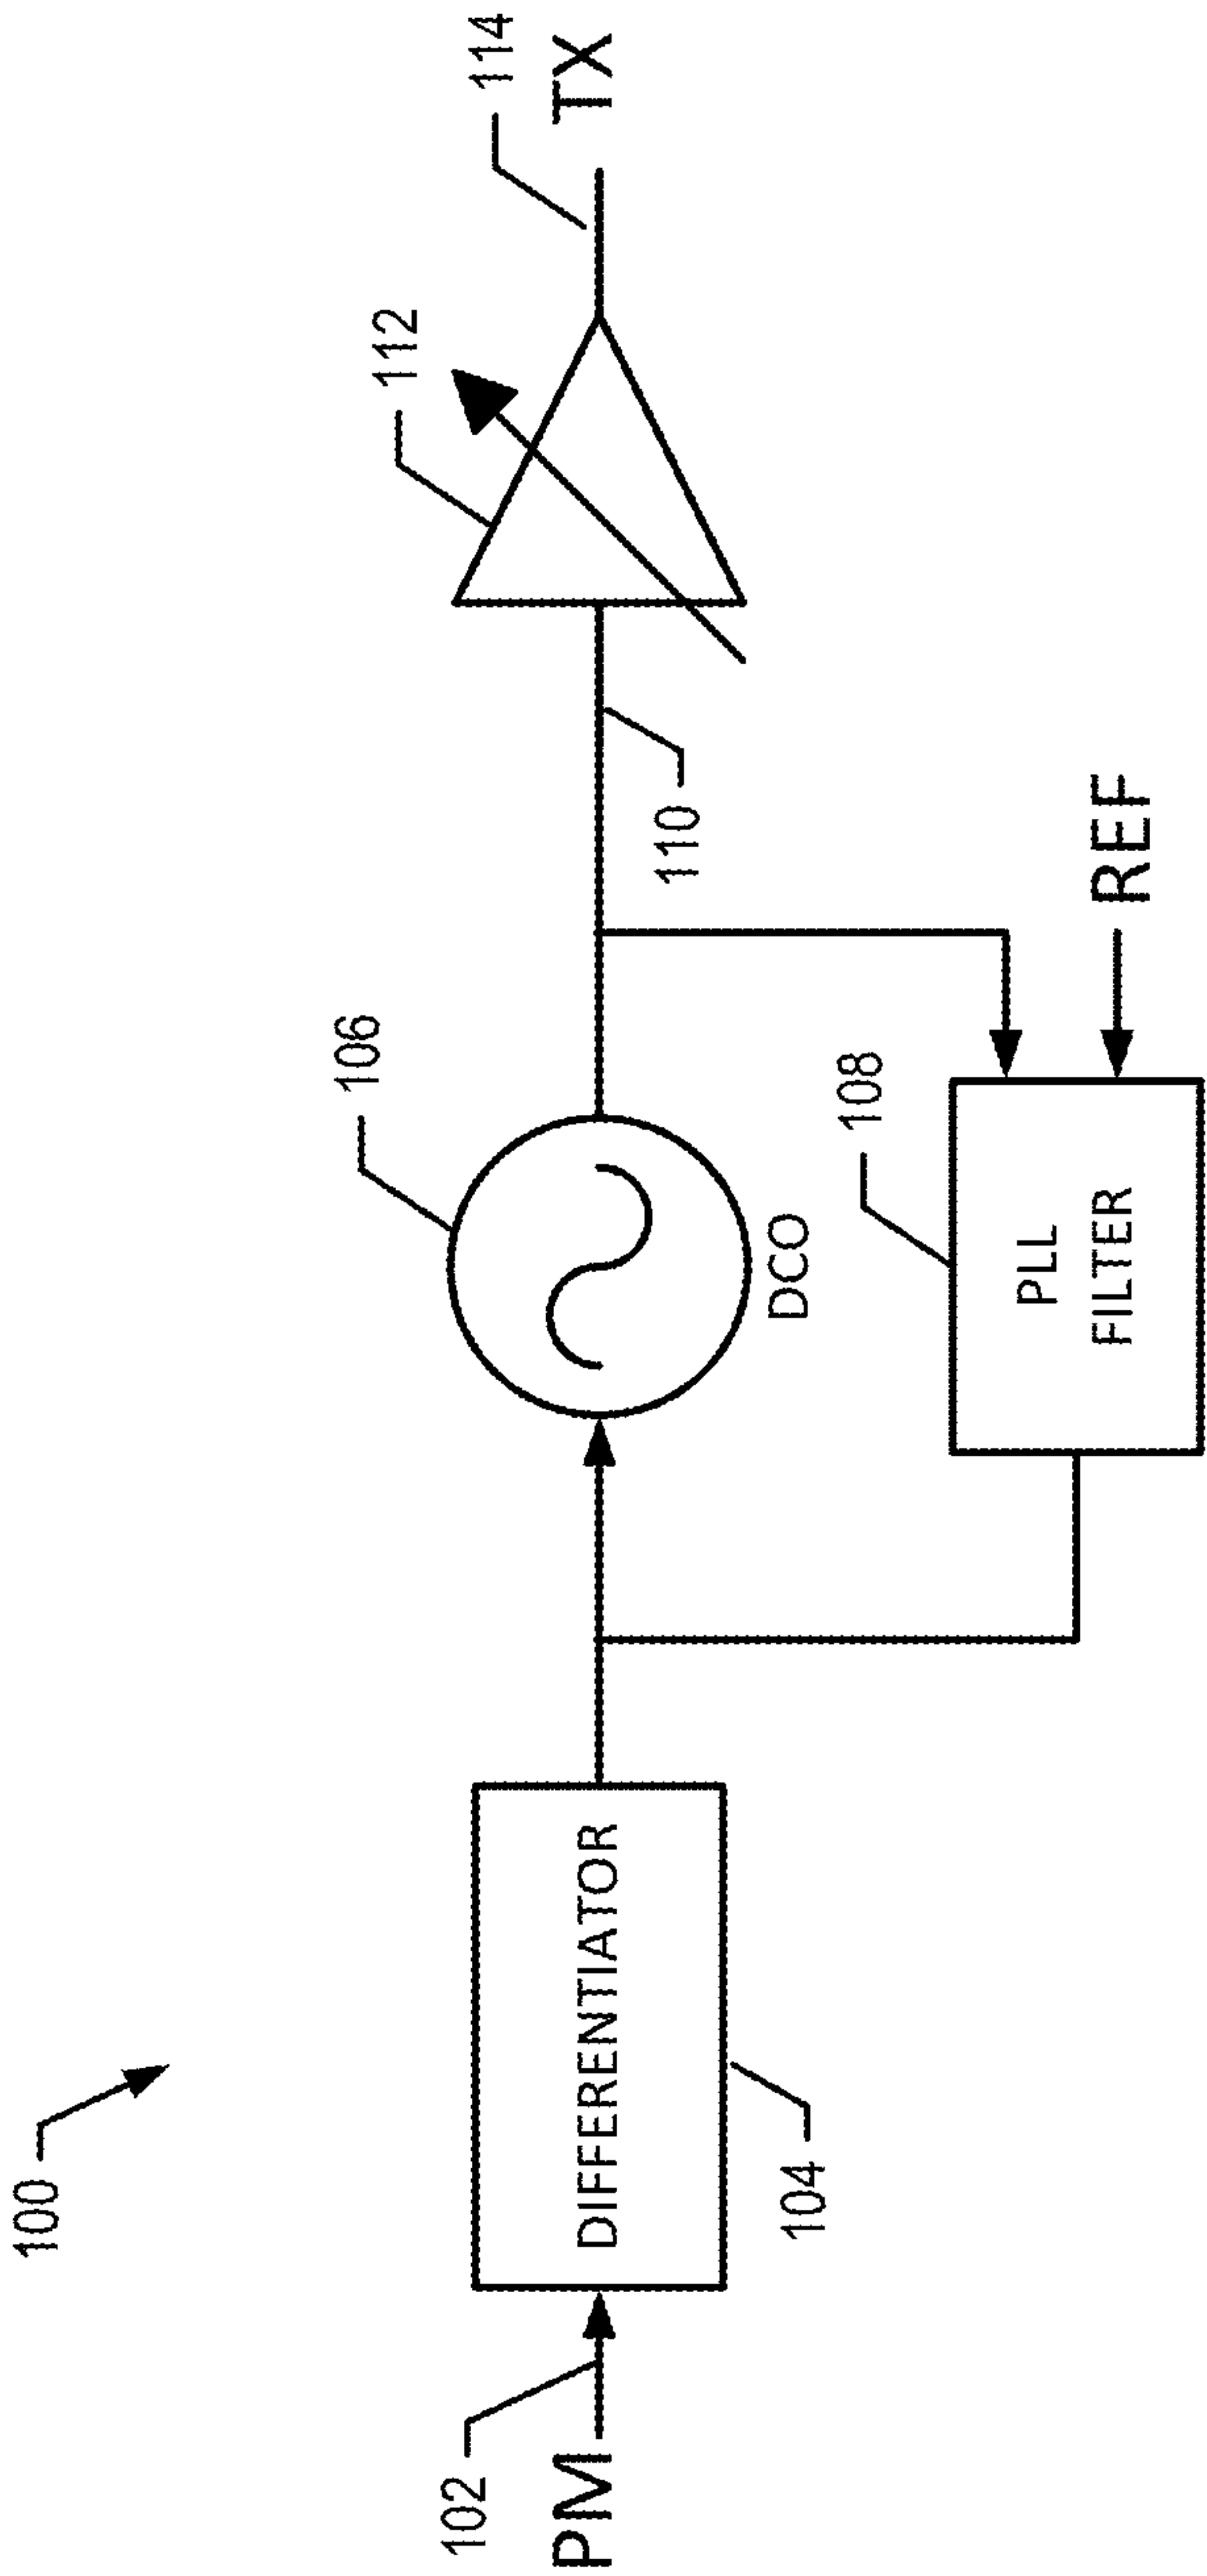 100
102
PM
DIFFERENTIATOR
104
106
DCO
108
PLL
FILTER
REF
110
112
114
TX